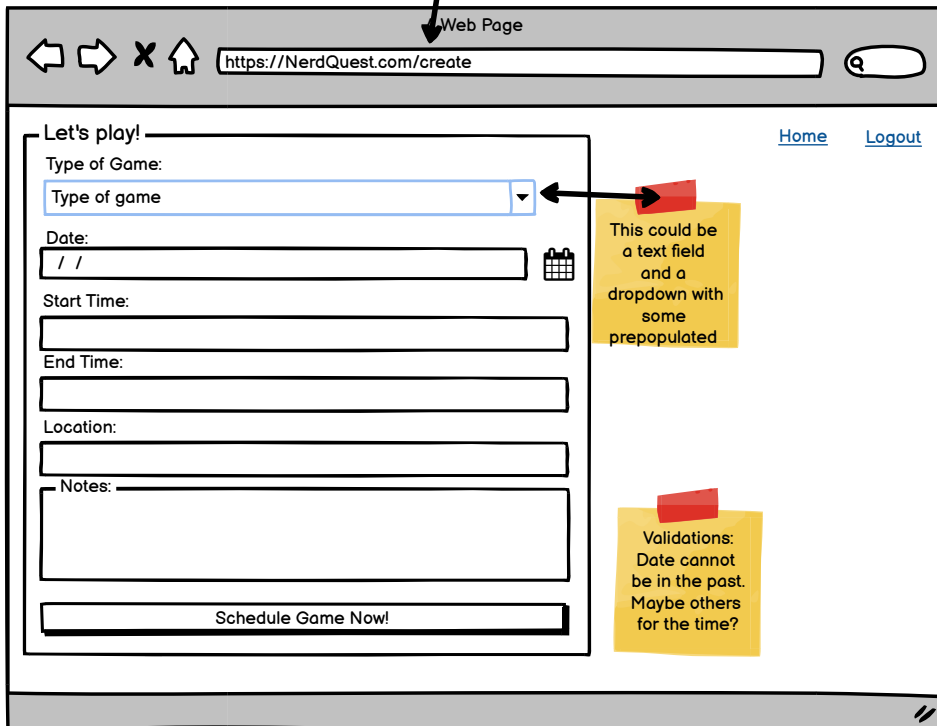 Web Page
https://NerdQuest.com/create
Home
Logout
Let's play!
Type of Game:
Type of game
Date:
/ /
Start Time:
End Time:
Location:
Notes:
Schedule Game Now!
This could be
a text field
and a
dropdown with
some
prepopulated
Validations:
Date cannot
be in the past.
Maybe others
for the time?